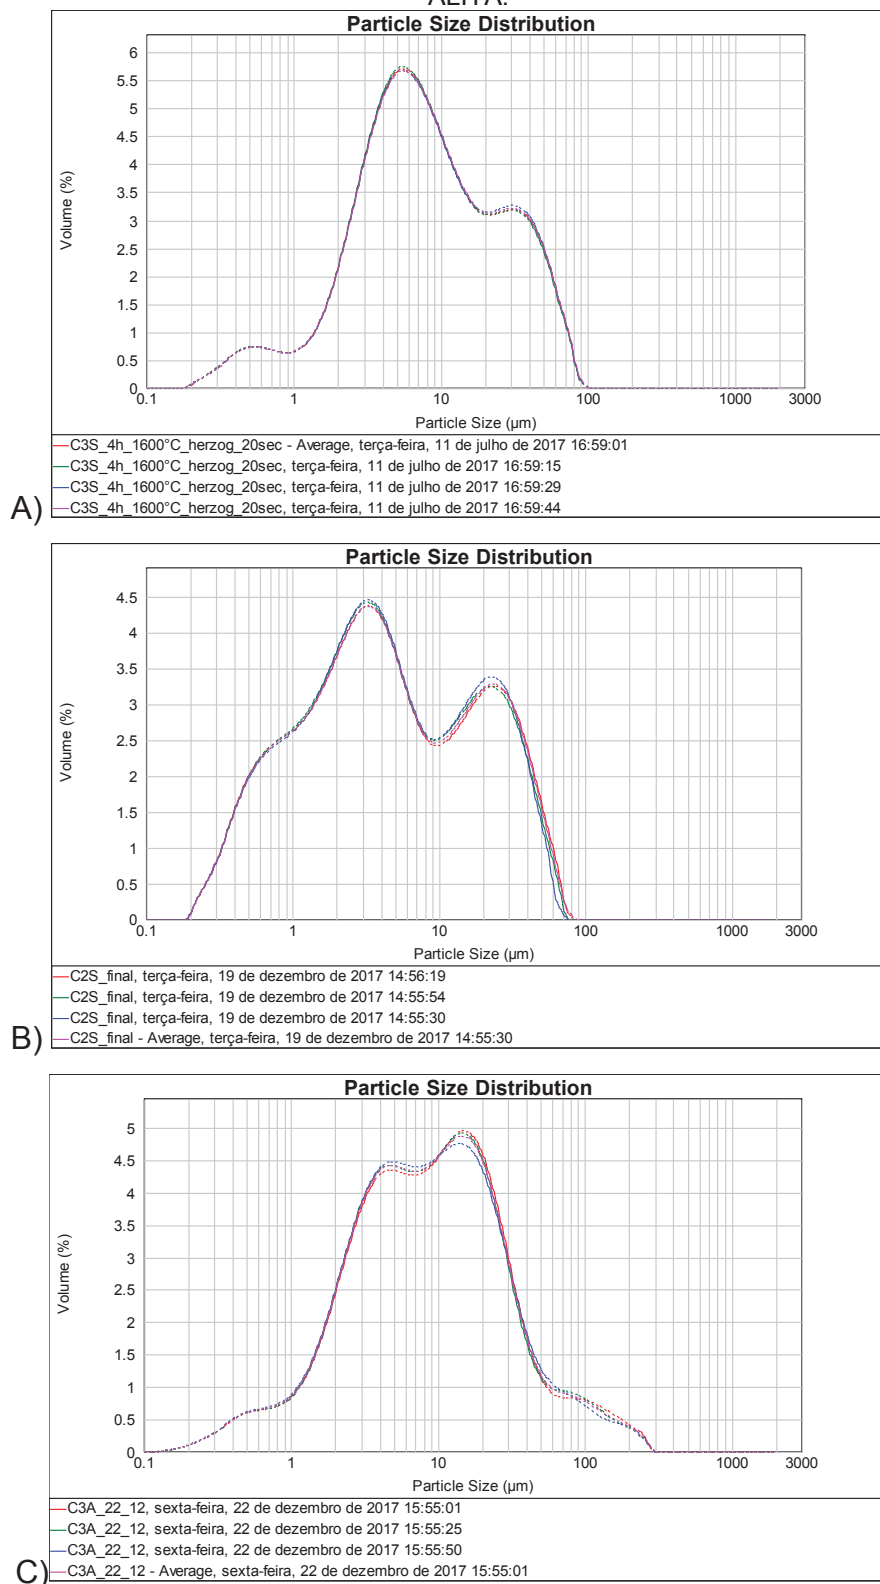 Particle Size Distribution
6
5.5
5
4.5
4
3.5
3
2.5
2
1.5
1
0.5
0
Volume (%)
0.1 1 10 100 1000 3000
Particle Size (µm)
C3S_4h_1600°C_herzog_20sec - Average, terça-feira, 11 de julho de 2017 16:59:01
C3S_4h_1600°C_herzog_20sec, terça-feira, 11 de julho de 2017 16:59:15
C3S_4h_1600°C_herzog_20sec, terça-feira, 11 de julho de 2017 16:59:29
C3S_4h_1600°C_herzog_20sec, terça-feira, 11 de julho de 2017 16:59:44
A)
Particle Size Distribution
4.5
4
3.5
3
2.5
2
1.5
1
0.5
0
Volume (%)
0.1 1 10 100 1000 3000
Particle Size (µm)
C2S_final, terça-feira, 19 de dezembro de 2017 14:56:19
C2S_final, terça-feira, 19 de dezembro de 2017 14:55:54
C2S_final, terça-feira, 19 de dezembro de 2017 14:55:30
C2S_final - Average, terça-feira, 19 de dezembro de 2017 14:55:30
B)
Particle Size Distribution
5
4.5
4
3.5
3
2.5
2
1.5
1
0.5
0
Volume (%)
0.1 1 10 100 1000 3000
Particle Size (µm)
C3A_22_12, sexta-feira, 22 de dezembro de 2017 15:55:01
C3A_22_12, sexta-feira, 22 de dezembro de 2017 15:55:25
C3A_22_12, sexta-feira, 22 de dezembro de 2017 15:55:50
C3A_22_12 - Average, sexta-feira, 22 de dezembro de 2017 15:55:01
C)